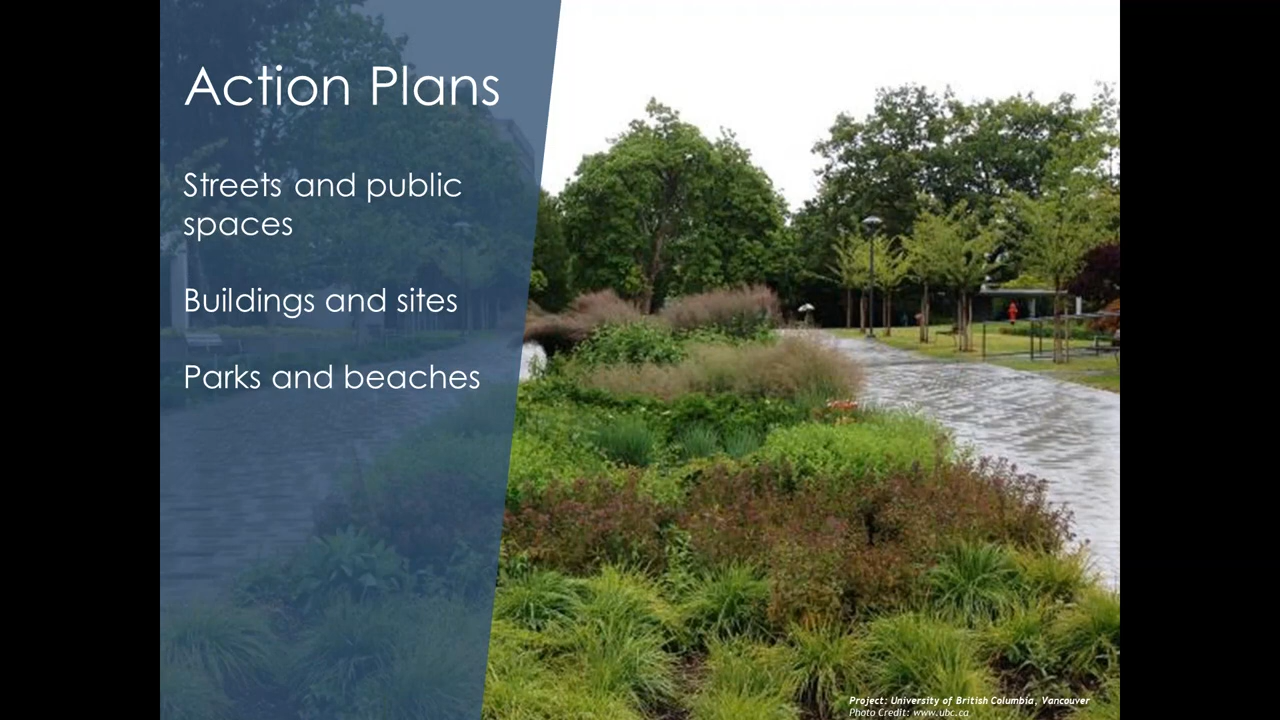 Action Plans
Streets and public
spaces
Buildings and sites
Parks and beaches
Project: University of British Columbia, Vancouver
Photo Credit: www.ubc.ca